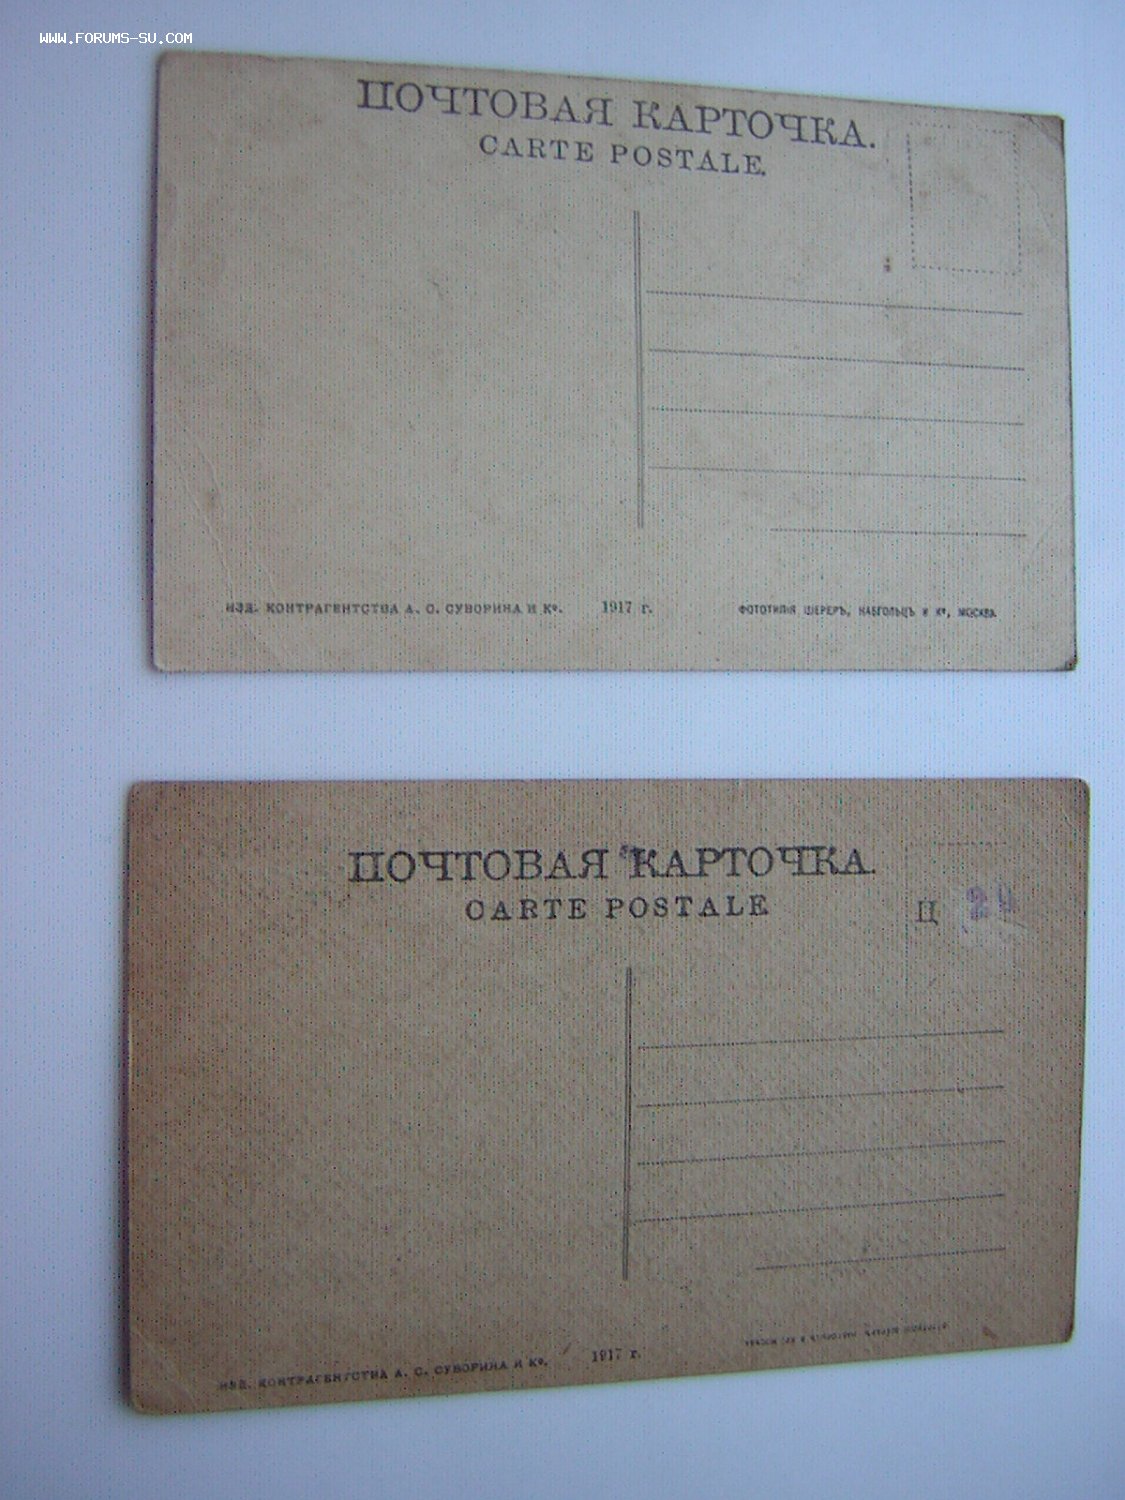 WWW.FORUMS-SU.COM
ПОЧТОВАЯ КАРТОЧКА.
CARTE POSTALE.
ИЗД. КОНТРАГЕНТСТВА А. С. СУВОРИНА И Кº. 1917 г. ФОТОТИПІЯ ШЕРЕРЪ, НАБГОЛЬЦЪ И Кº, МОСКВА.
ПОЧТОВАЯ КАРТОЧКА.
CARTE POSTALE
Ц
ИЗД. КОНТРАГЕНТСТВА А. С. СУВОРИНА И Кº. 1917 г.